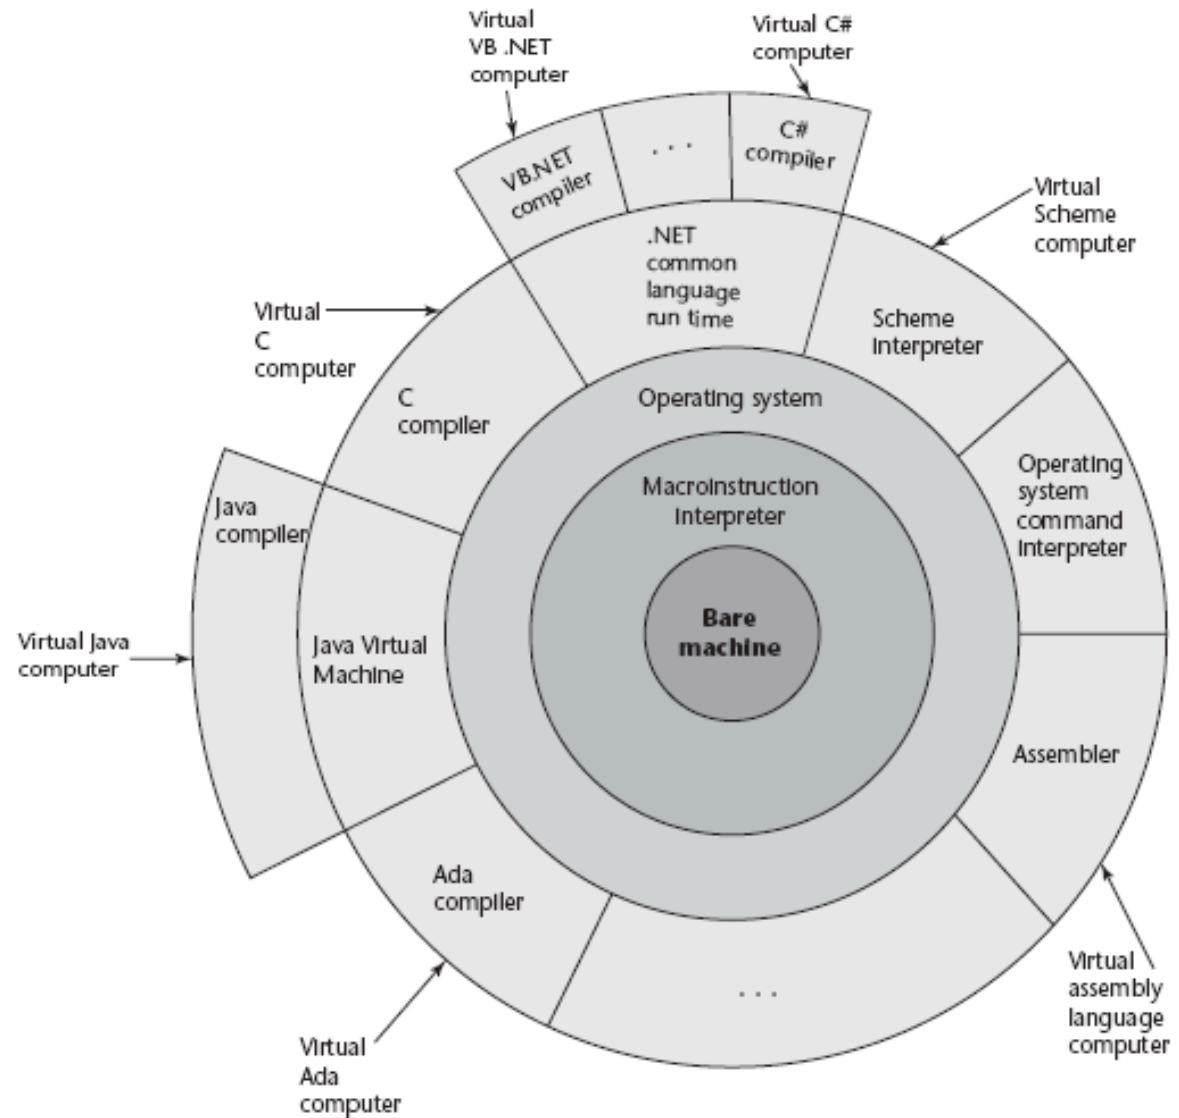 Virtual
VB .NET
computer
Virtual C#
computer
VB.NET
compiler
. . .
C#
compiler
Virtual
Scheme
computer
.NET
common
language
run time
Scheme
interpreter
Virtual
C
computer
C
compiler
Operating system
Operating
system
command
interpreter
Macroinstruction
interpreter
Java
compiler
Bare
machine
Virtual Java
computer
Java Virtual
Machine
Assembler
Ada
compiler
. . .
Virtual
assembly
language
computer
Virtual
Ada
computer